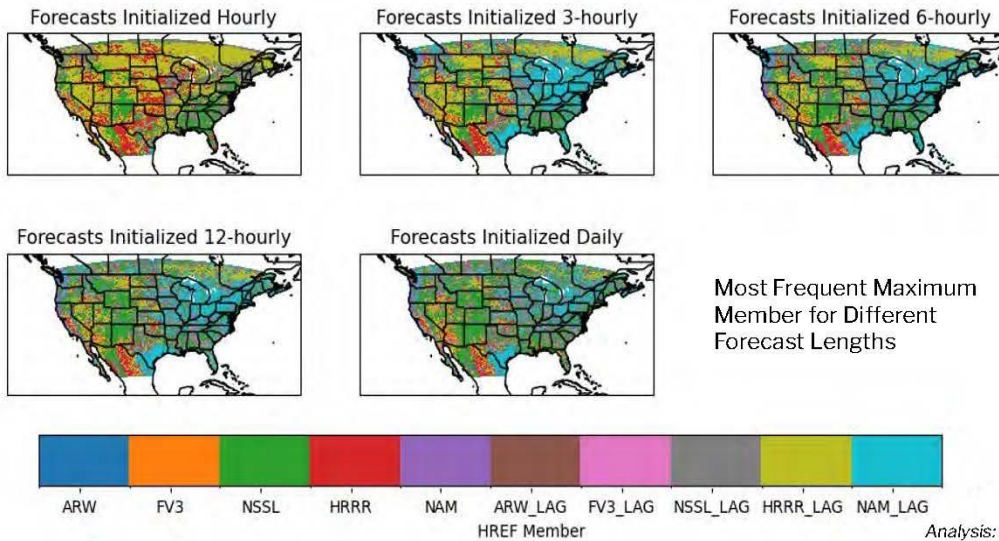 Forecasts Initialized Hourly
Forecasts Initialized 3-hourly
Forecasts Initialized 6-hourly
Forecasts Initialized 12-hourly
Forecasts Initialized Daily
Most Frequent Maximum
Member for Different
Forecast Lengths
ARW FV3 NSSL HRRR NAM ARW_LAG FV3_LAG NSSL_LAG HRRR_LAG NAM_LAG
HREF Member
Analysis: